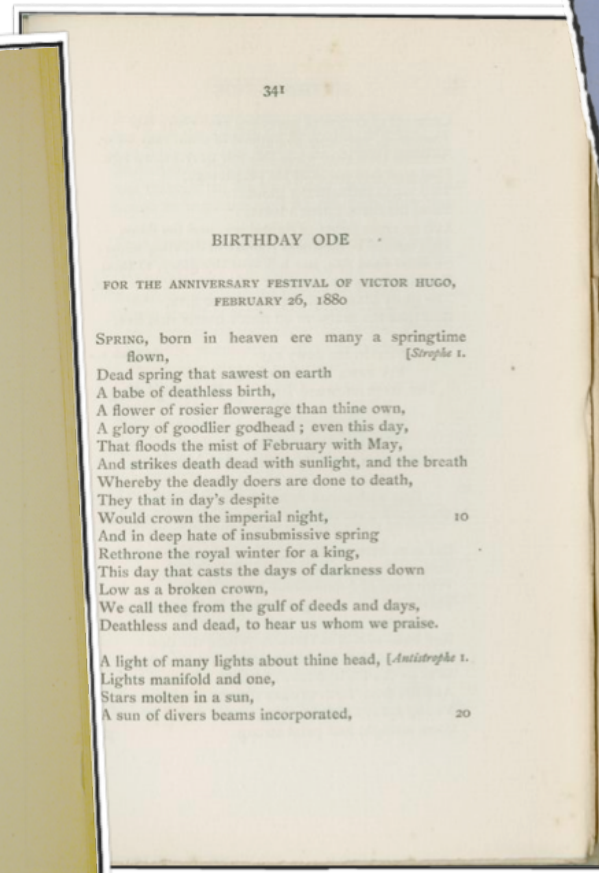 341
BIRTHDAY ODE
FOR THE ANNIVERSARY FESTIVAL OF VICTOR HUGO,
FEBRUARY 26, 1880
SPRING, born in heaven ere many a springtime
flown, [Strophe 1.
Dead spring that sawest on earth
A babe of deathless birth,
A flower of rosier flowerage than thine own,
A glory of goodlier godhead ; even this day,
That floods the mist of February with May,
And strikes death dead with sunlight, and the breath
Whereby the deadly doers are done to death,
They that in day's despite
Would crown the imperial night, 10
And in deep hate of insubmissive spring
Rethrone the royal winter for a king,
This day that casts the days of darkness down
Low as a broken crown,
We call thee from the gulf of deeds and days,
Deathless and dead, to hear us whom we praise.
A light of many lights about thine head, [Antistrophe 1.
Lights manifold and one,
Stars molten in a sun,
A sun of divers beams incorporated, 20